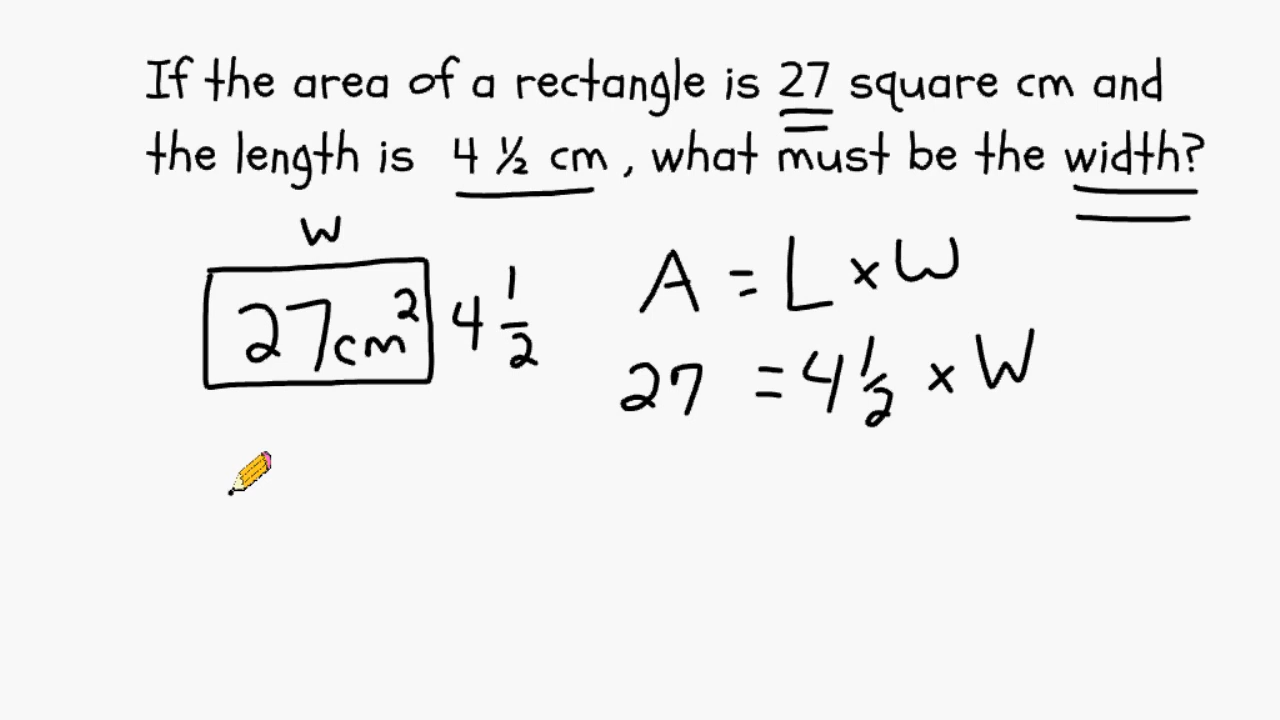 If the area of a rectangle is 27 square cm and
the length is 4 ½ cm, what must be the width?
W
27cm² 4 1/2
A = L × W
27 = 4 ½ × W